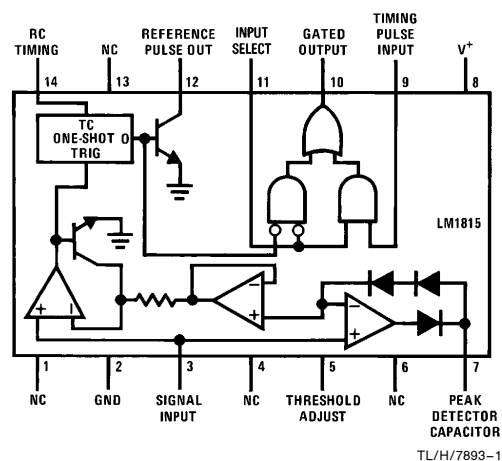 RC TIMING
NC
REFERENCE PULSE OUT
INPUT SELECT
GATED OUTPUT
TIMING PULSE INPUT
V+
14
13
12
11
10
9
8
TC
ONE-SHOT O
TRIG
LM1815
+
−
−
+
−
+
1
2
3
4
5
6
7
NC
GND
SIGNAL INPUT
NC
THRESHOLD ADJUST
NC
PEAK DETECTOR CAPACITOR
TL/H/7893–1